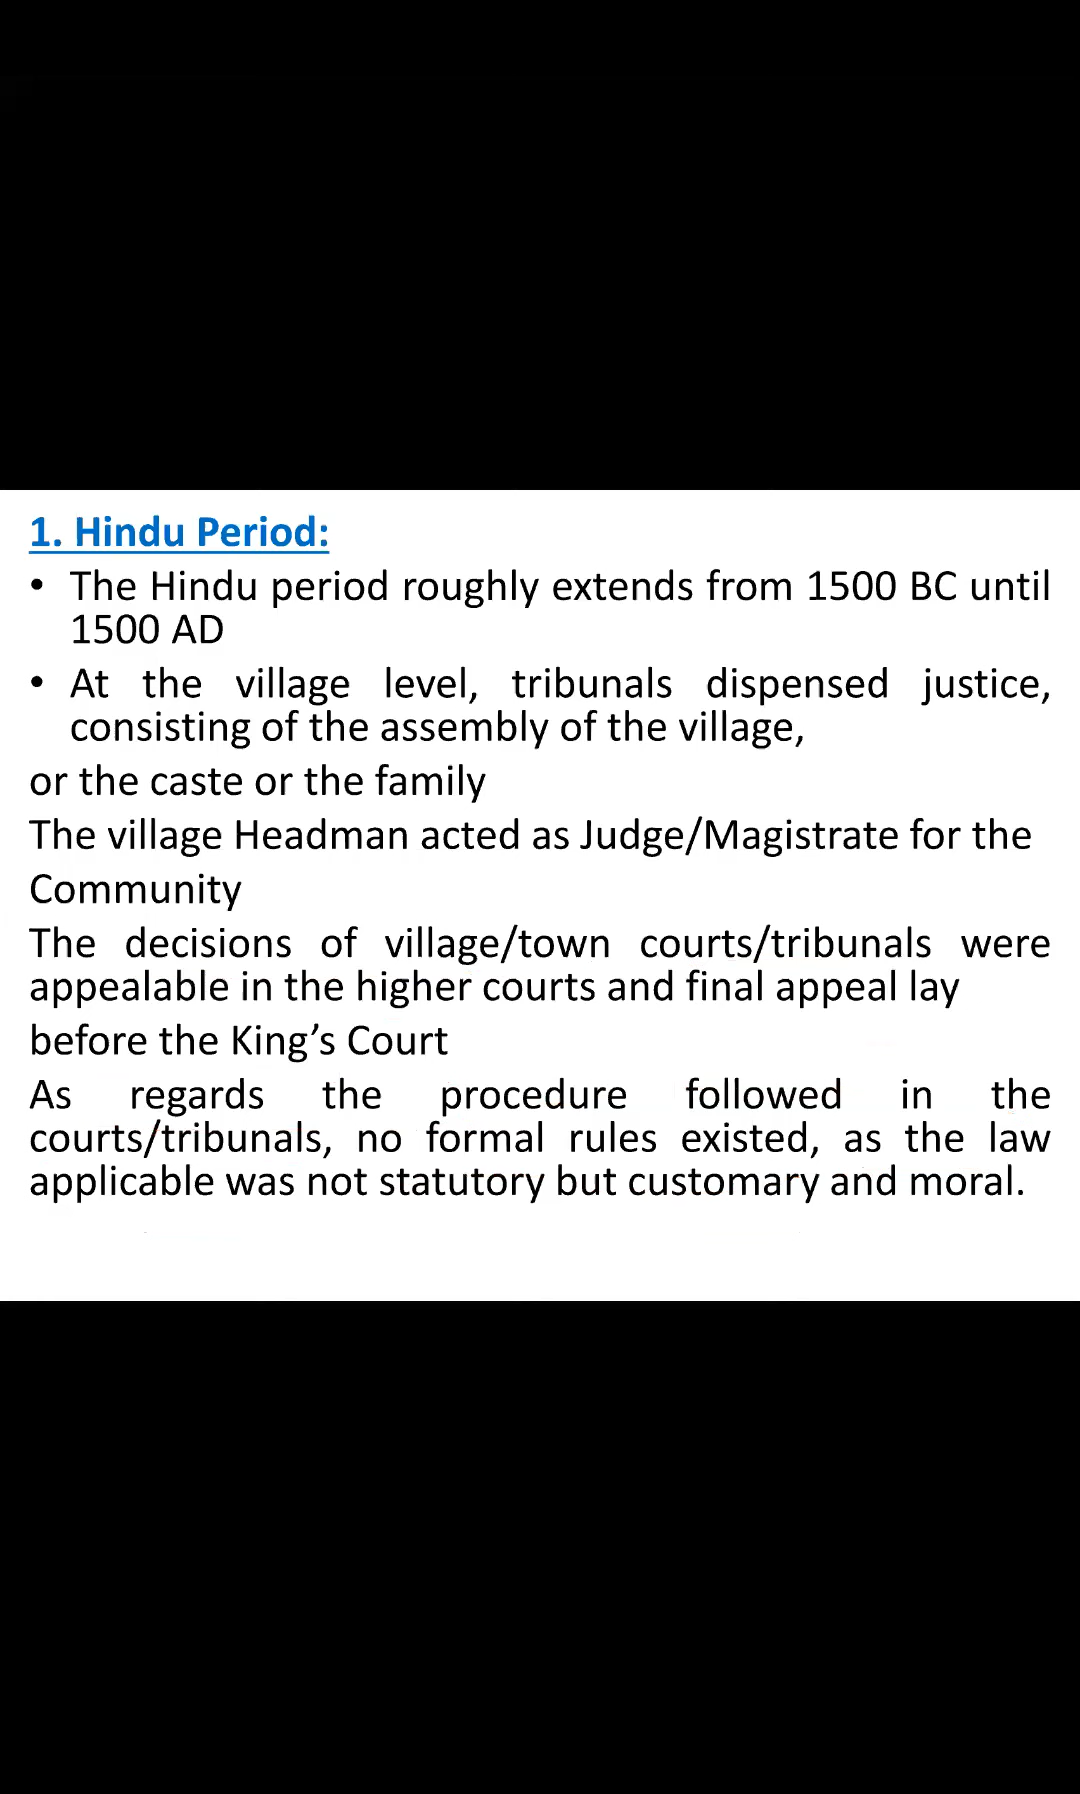 1. Hindu Period:
• The Hindu period roughly extends from 1500 BC until
1500 AD
• At the village level, tribunals dispensed justice,
consisting of the assembly of the village,
or the caste or the family
The village Headman acted as Judge/Magistrate for the
Community
The decisions of village/town courts/tribunals were
appealable in the higher courts and final appeal lay
before the King’s Court
As regards the procedure followed in the
courts/tribunals, no formal rules existed, as the law
applicable was not statutory but customary and moral.